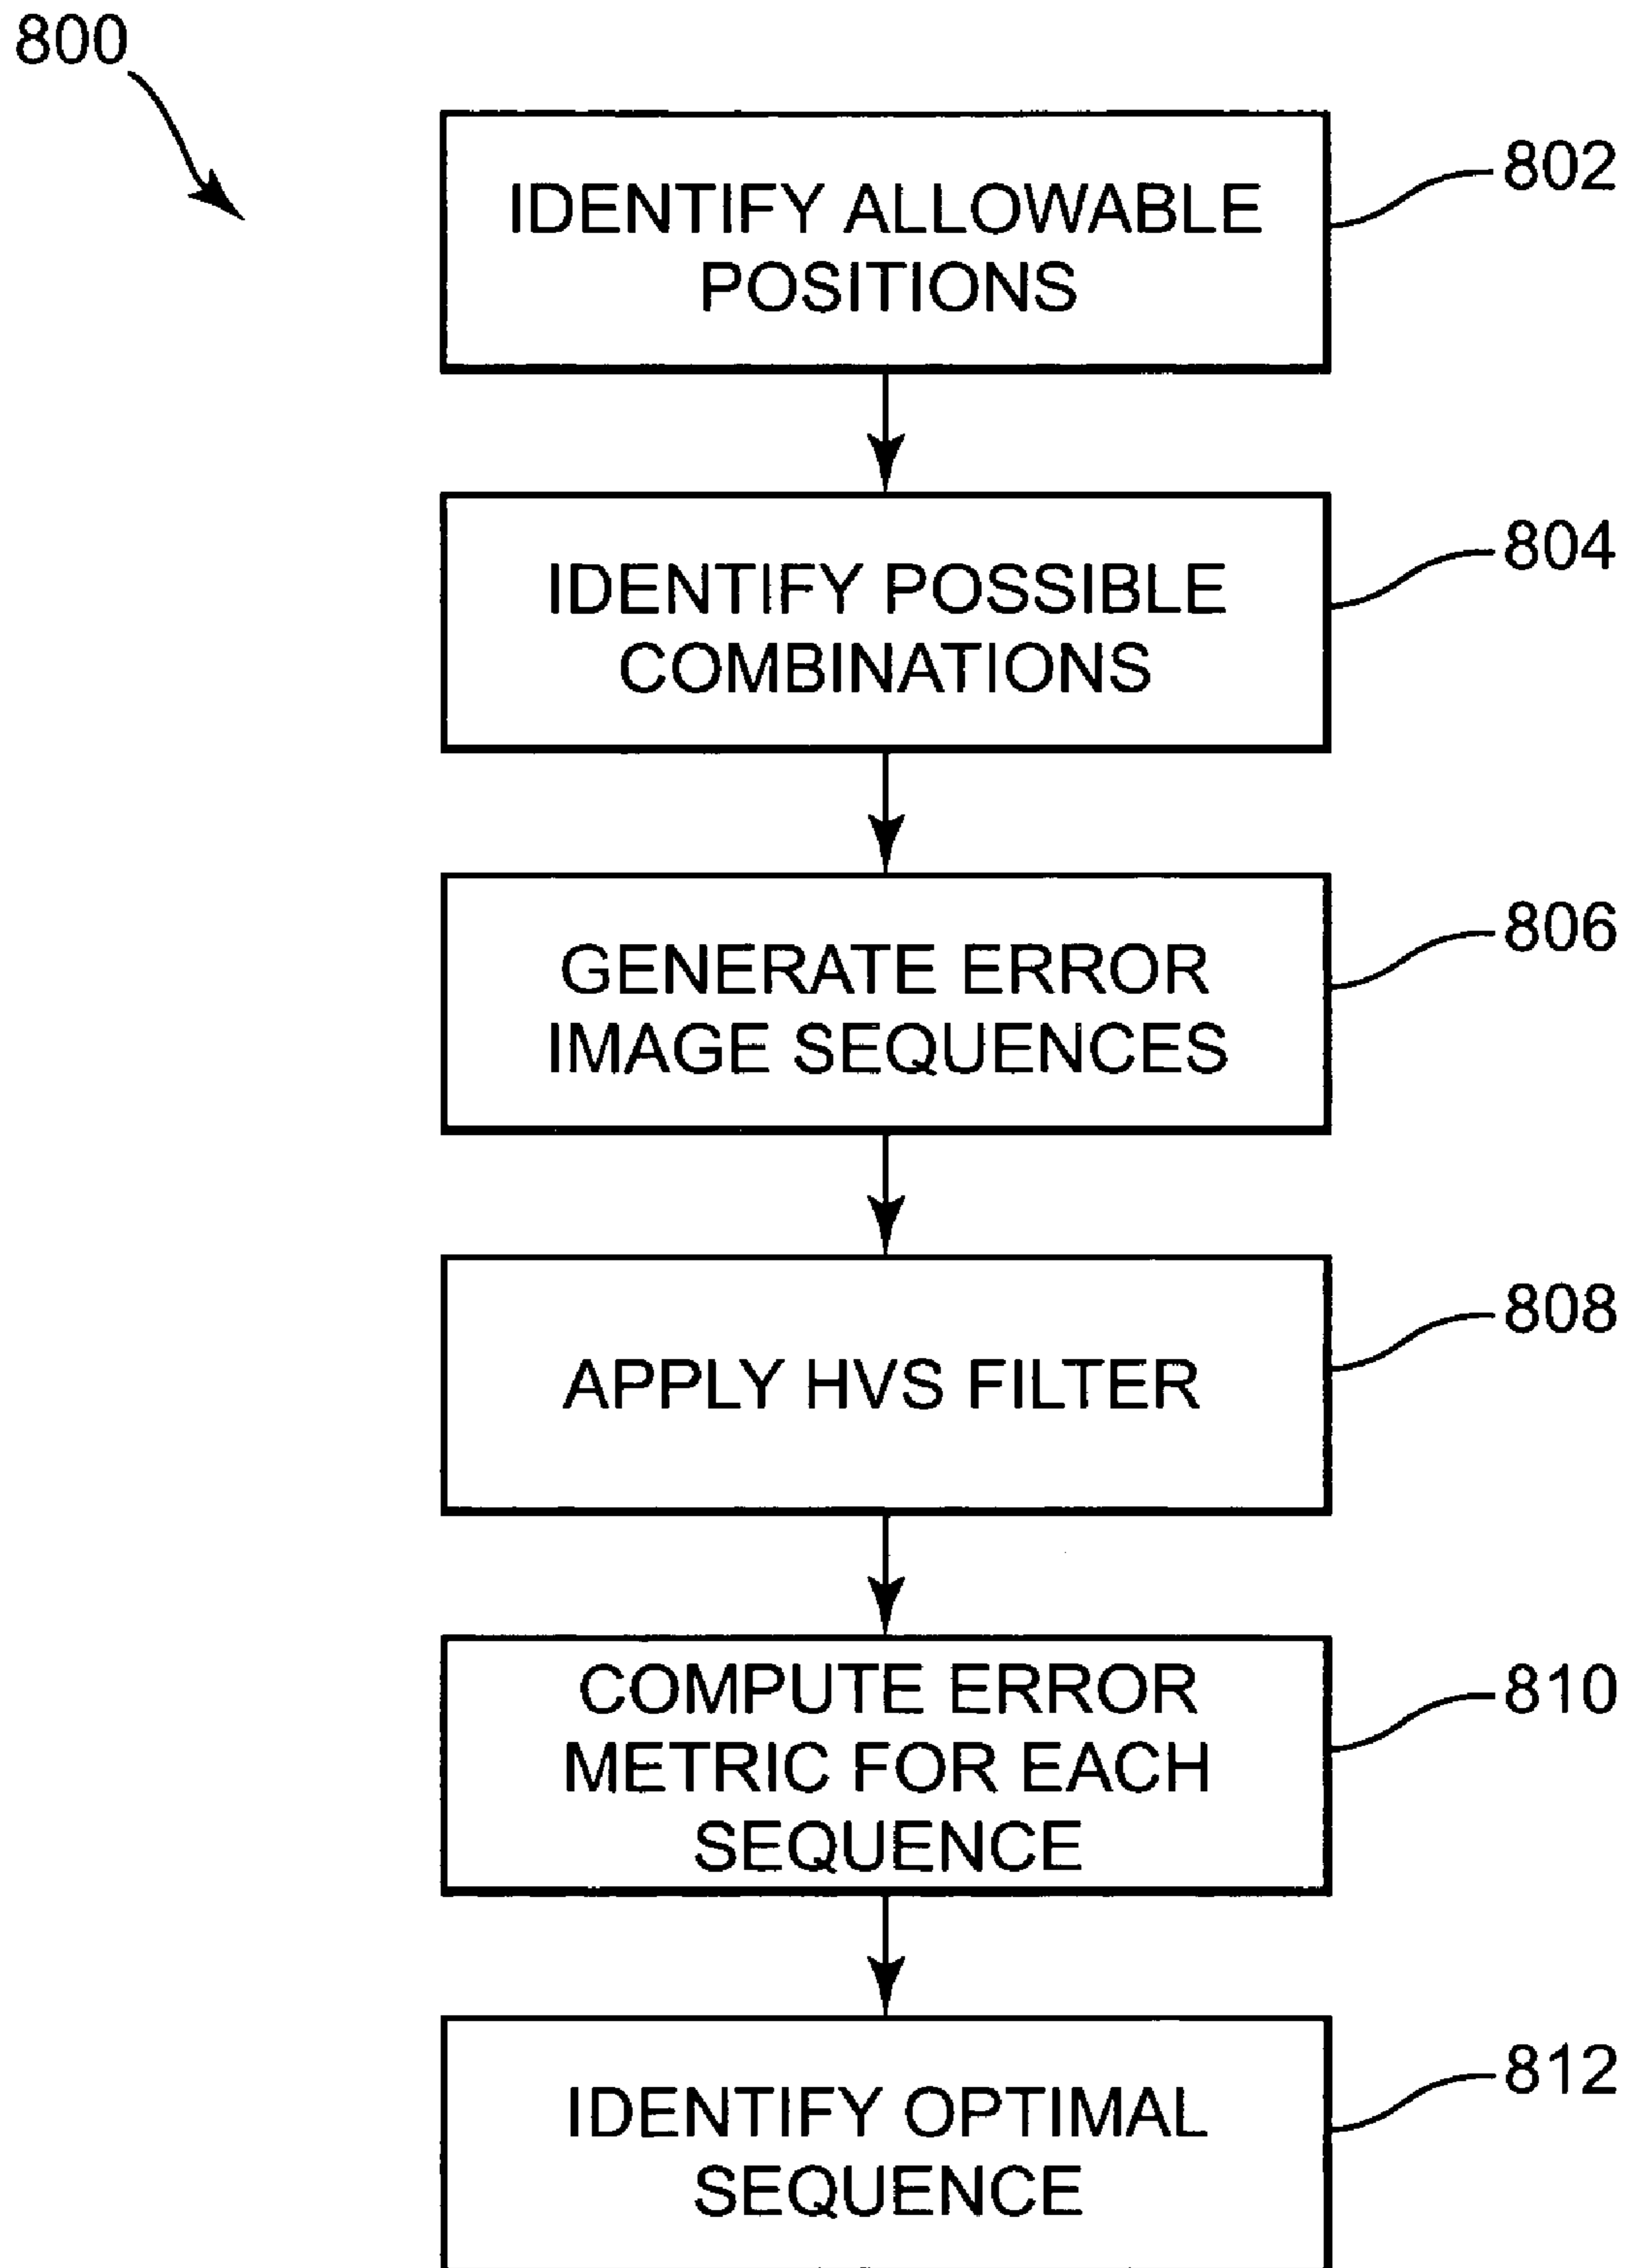 800
IDENTIFY ALLOWABLE
POSITIONS
802
IDENTIFY POSSIBLE
COMBINATIONS
804
GENERATE ERROR
IMAGE SEQUENCES
806
APPLY HVS FILTER
808
COMPUTE ERROR
METRIC FOR EACH
SEQUENCE
810
IDENTIFY OPTIMAL
SEQUENCE
812